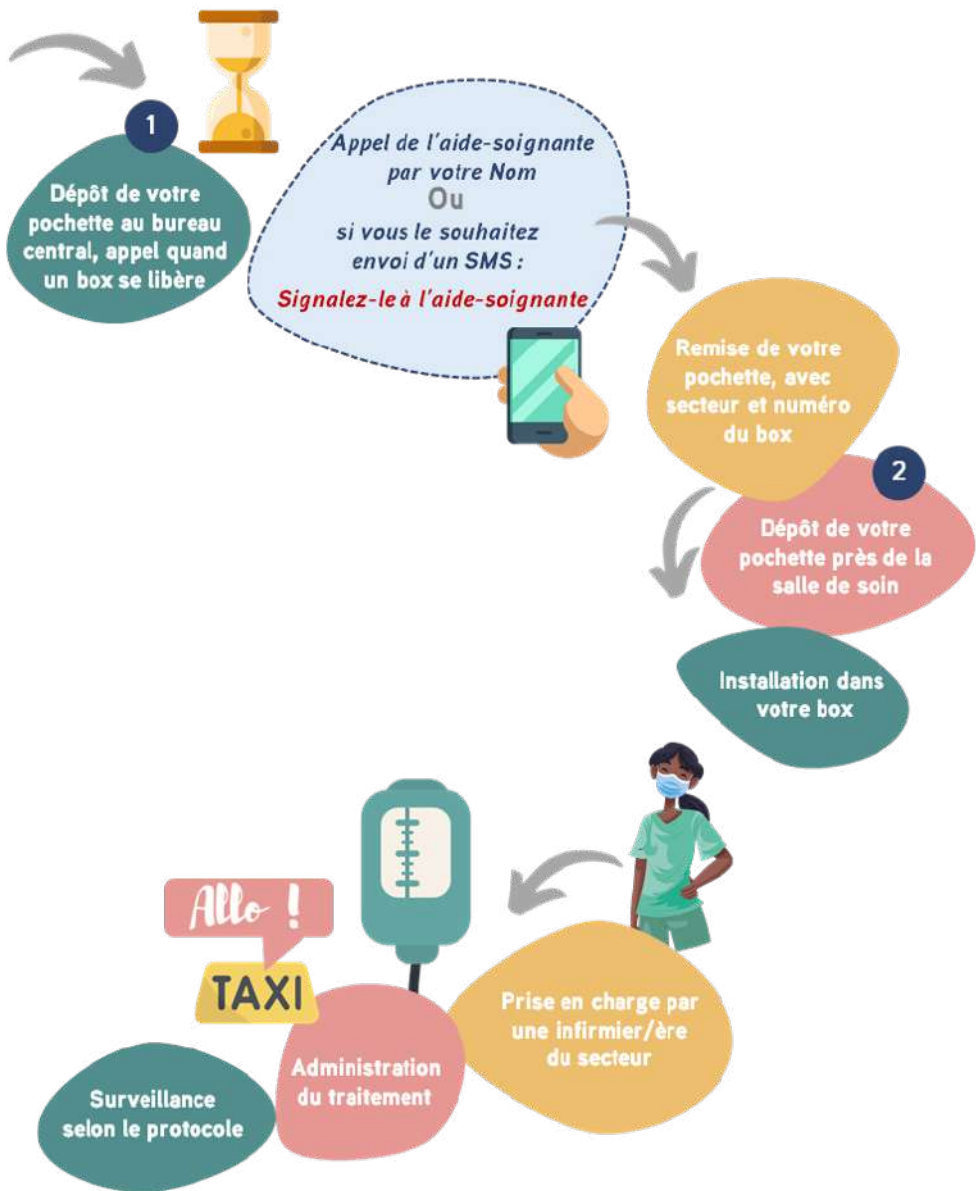 1
Dépôt de votre
pochette au bureau
central, appel quand
un box se libère
Appel de l'aide-soignante
par votre Nom
Ou
si vous le souhaitez
envoi d'un SMS :
Signalez-le à l'aide-soignante
Remise de votre
pochette, avec
secteur et numéro
du box
2
Dépôt de votre
pochette près de la
salle de soin
Installation dans
votre box
Prise en charge par
une infirmier/ère
du secteur
Allo !
TAXI
Administration
du traitement
Surveillance
selon le protocole